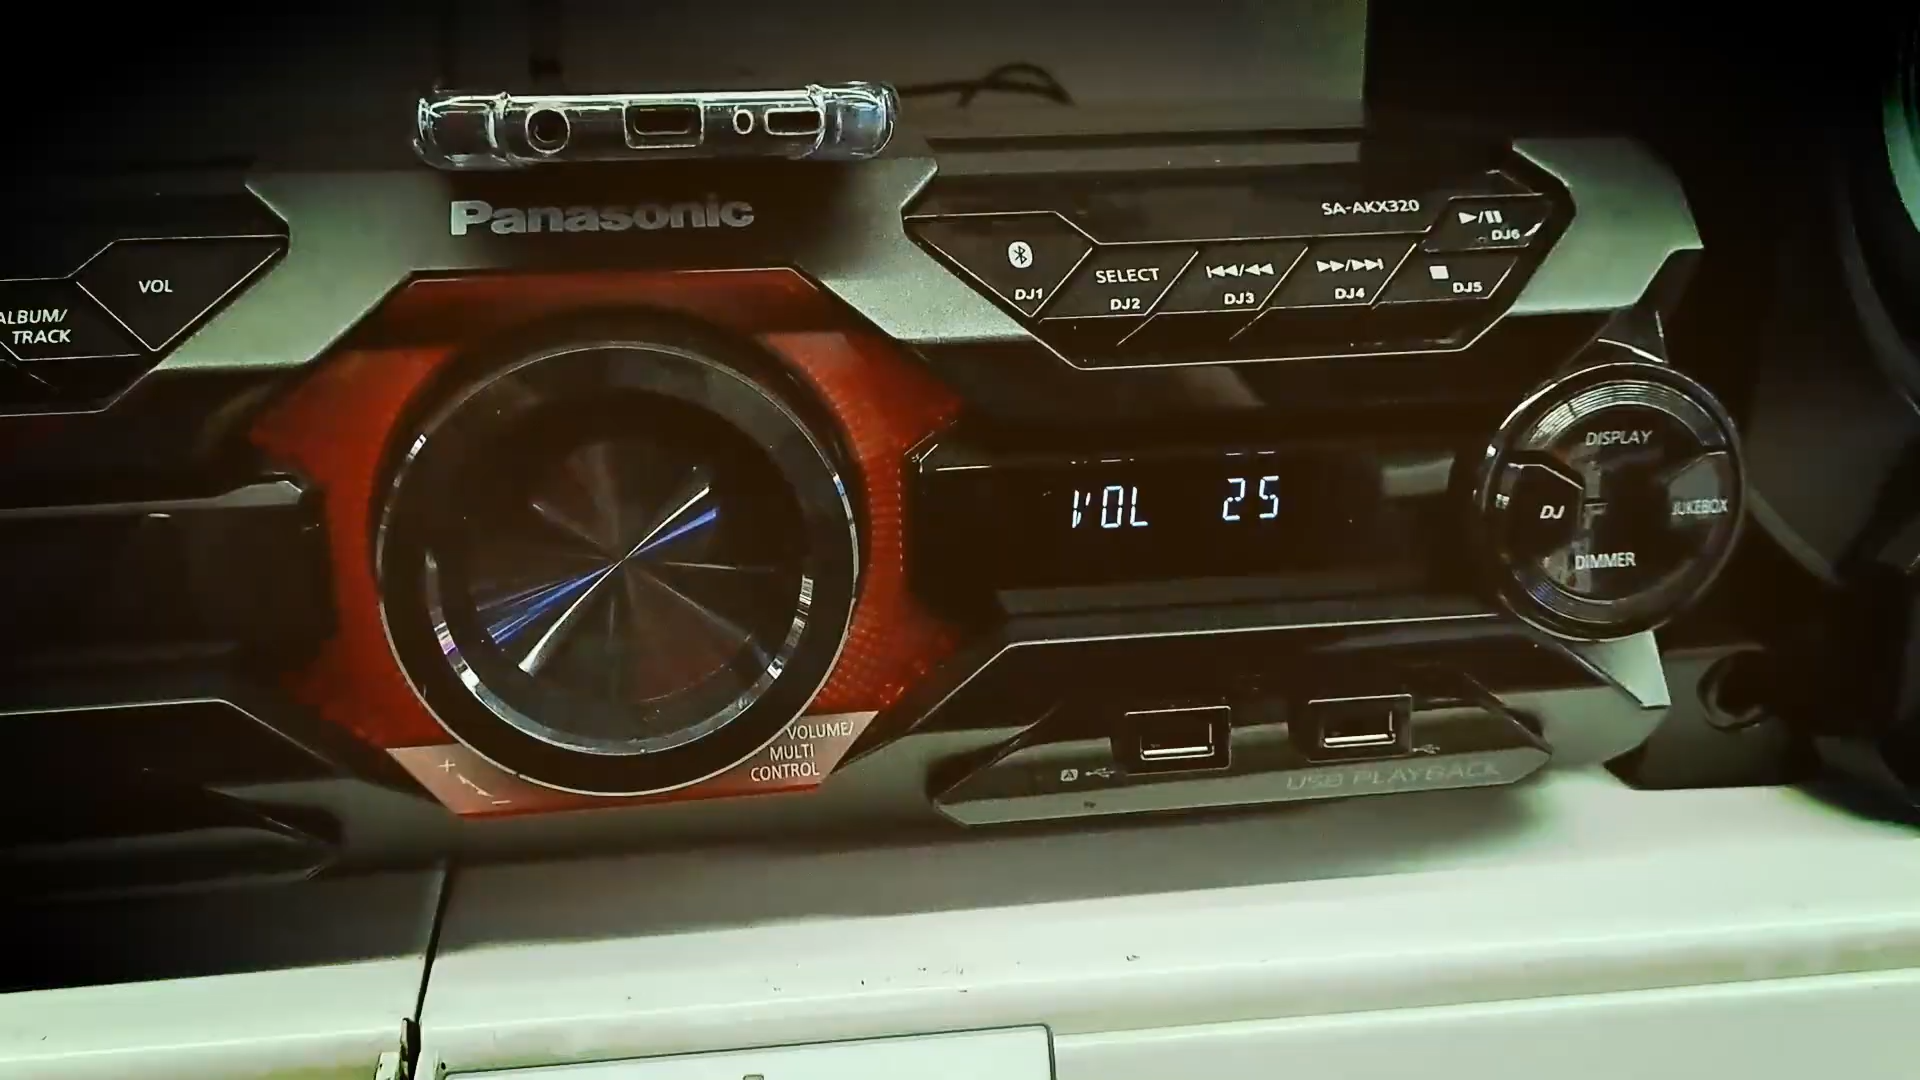 Panasonic
SA-AKX320
VOL
ALBUM/
TRACK
DJ1
SELECT
DJ2
DJ3
DJ4
DJ5
DJ6
VOL 25
DISPLAY
DJ
JUKEBOX
DIMMER
+
-
VOLUME/
MULTI
CONTROL
A
USB PLAYBACK